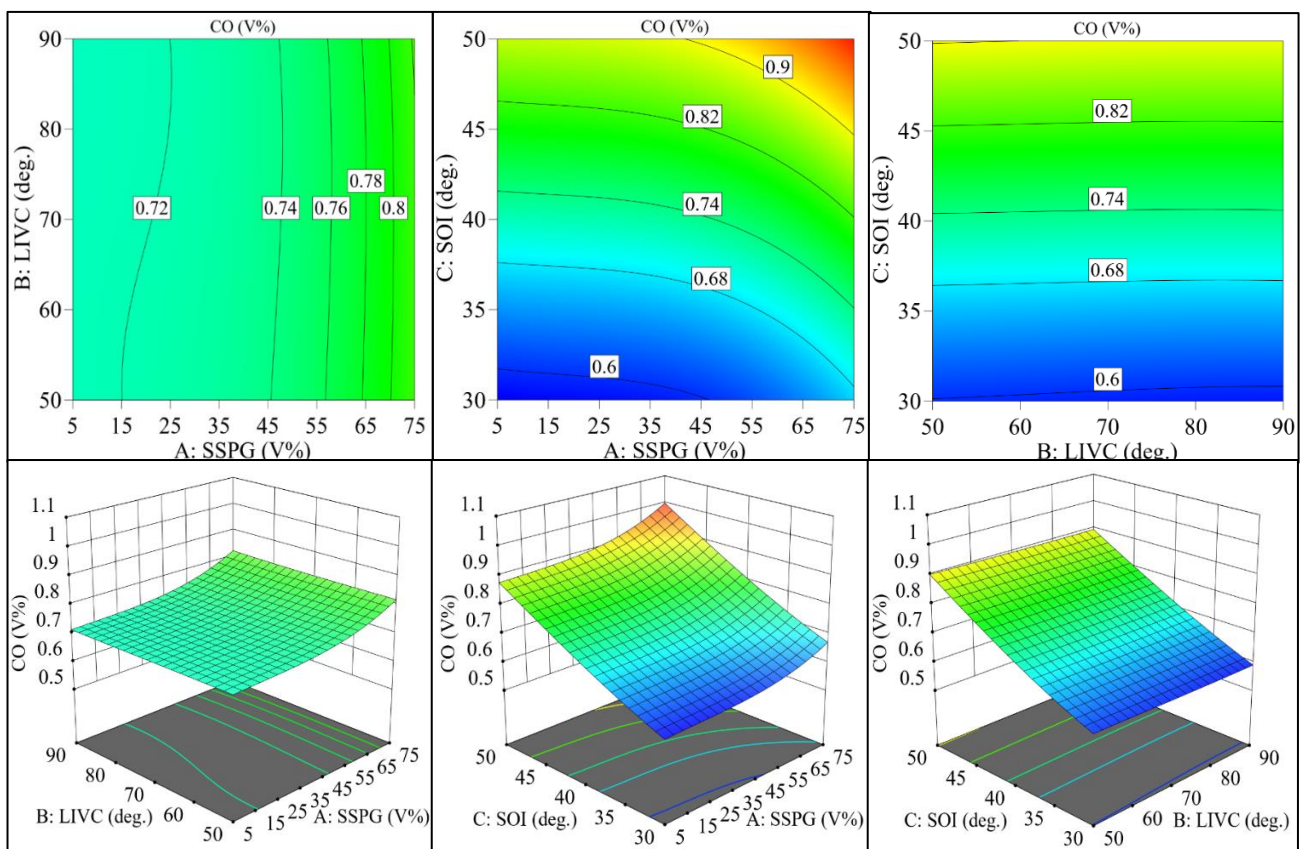 CO (V%)
90
80
70
60
50
B: LIVC (deg.)
0.72
0.74
0.76
0.78
0.8
5 15 25 35 45 55 65 75
A: SSPG (V%)
CO (V%)
50
45
40
35
30
C: SOI (deg.)
0.9
0.82
0.74
0.68
0.6
5 15 25 35 45 55 65 75
A: SSPG (V%)
CO (V%)
50
45
40
35
30
C: SOI (deg.)
0.82
0.74
0.68
0.6
50 60 70 80 90
B: LIVC (deg.)
1.1
1
0.9
0.8
0.7
0.6
0.5
CO (V%)
90
80
70
60
50
B: LIVC (deg.)
5 15 25 35 45 55 65 75
A: SSPG (V%)
1.1
1
0.9
0.8
0.7
0.6
0.5
CO (V%)
50
45
40
35
30
C: SOI (deg.)
5 15 25 35 45 55 65 75
A: SSPG (V%)
1.1
1
0.9
0.8
0.7
0.6
0.5
CO (V%)
50
45
40
35
30
C: SOI (deg.)
50 60 70 80 90
B: LIVC (deg.)